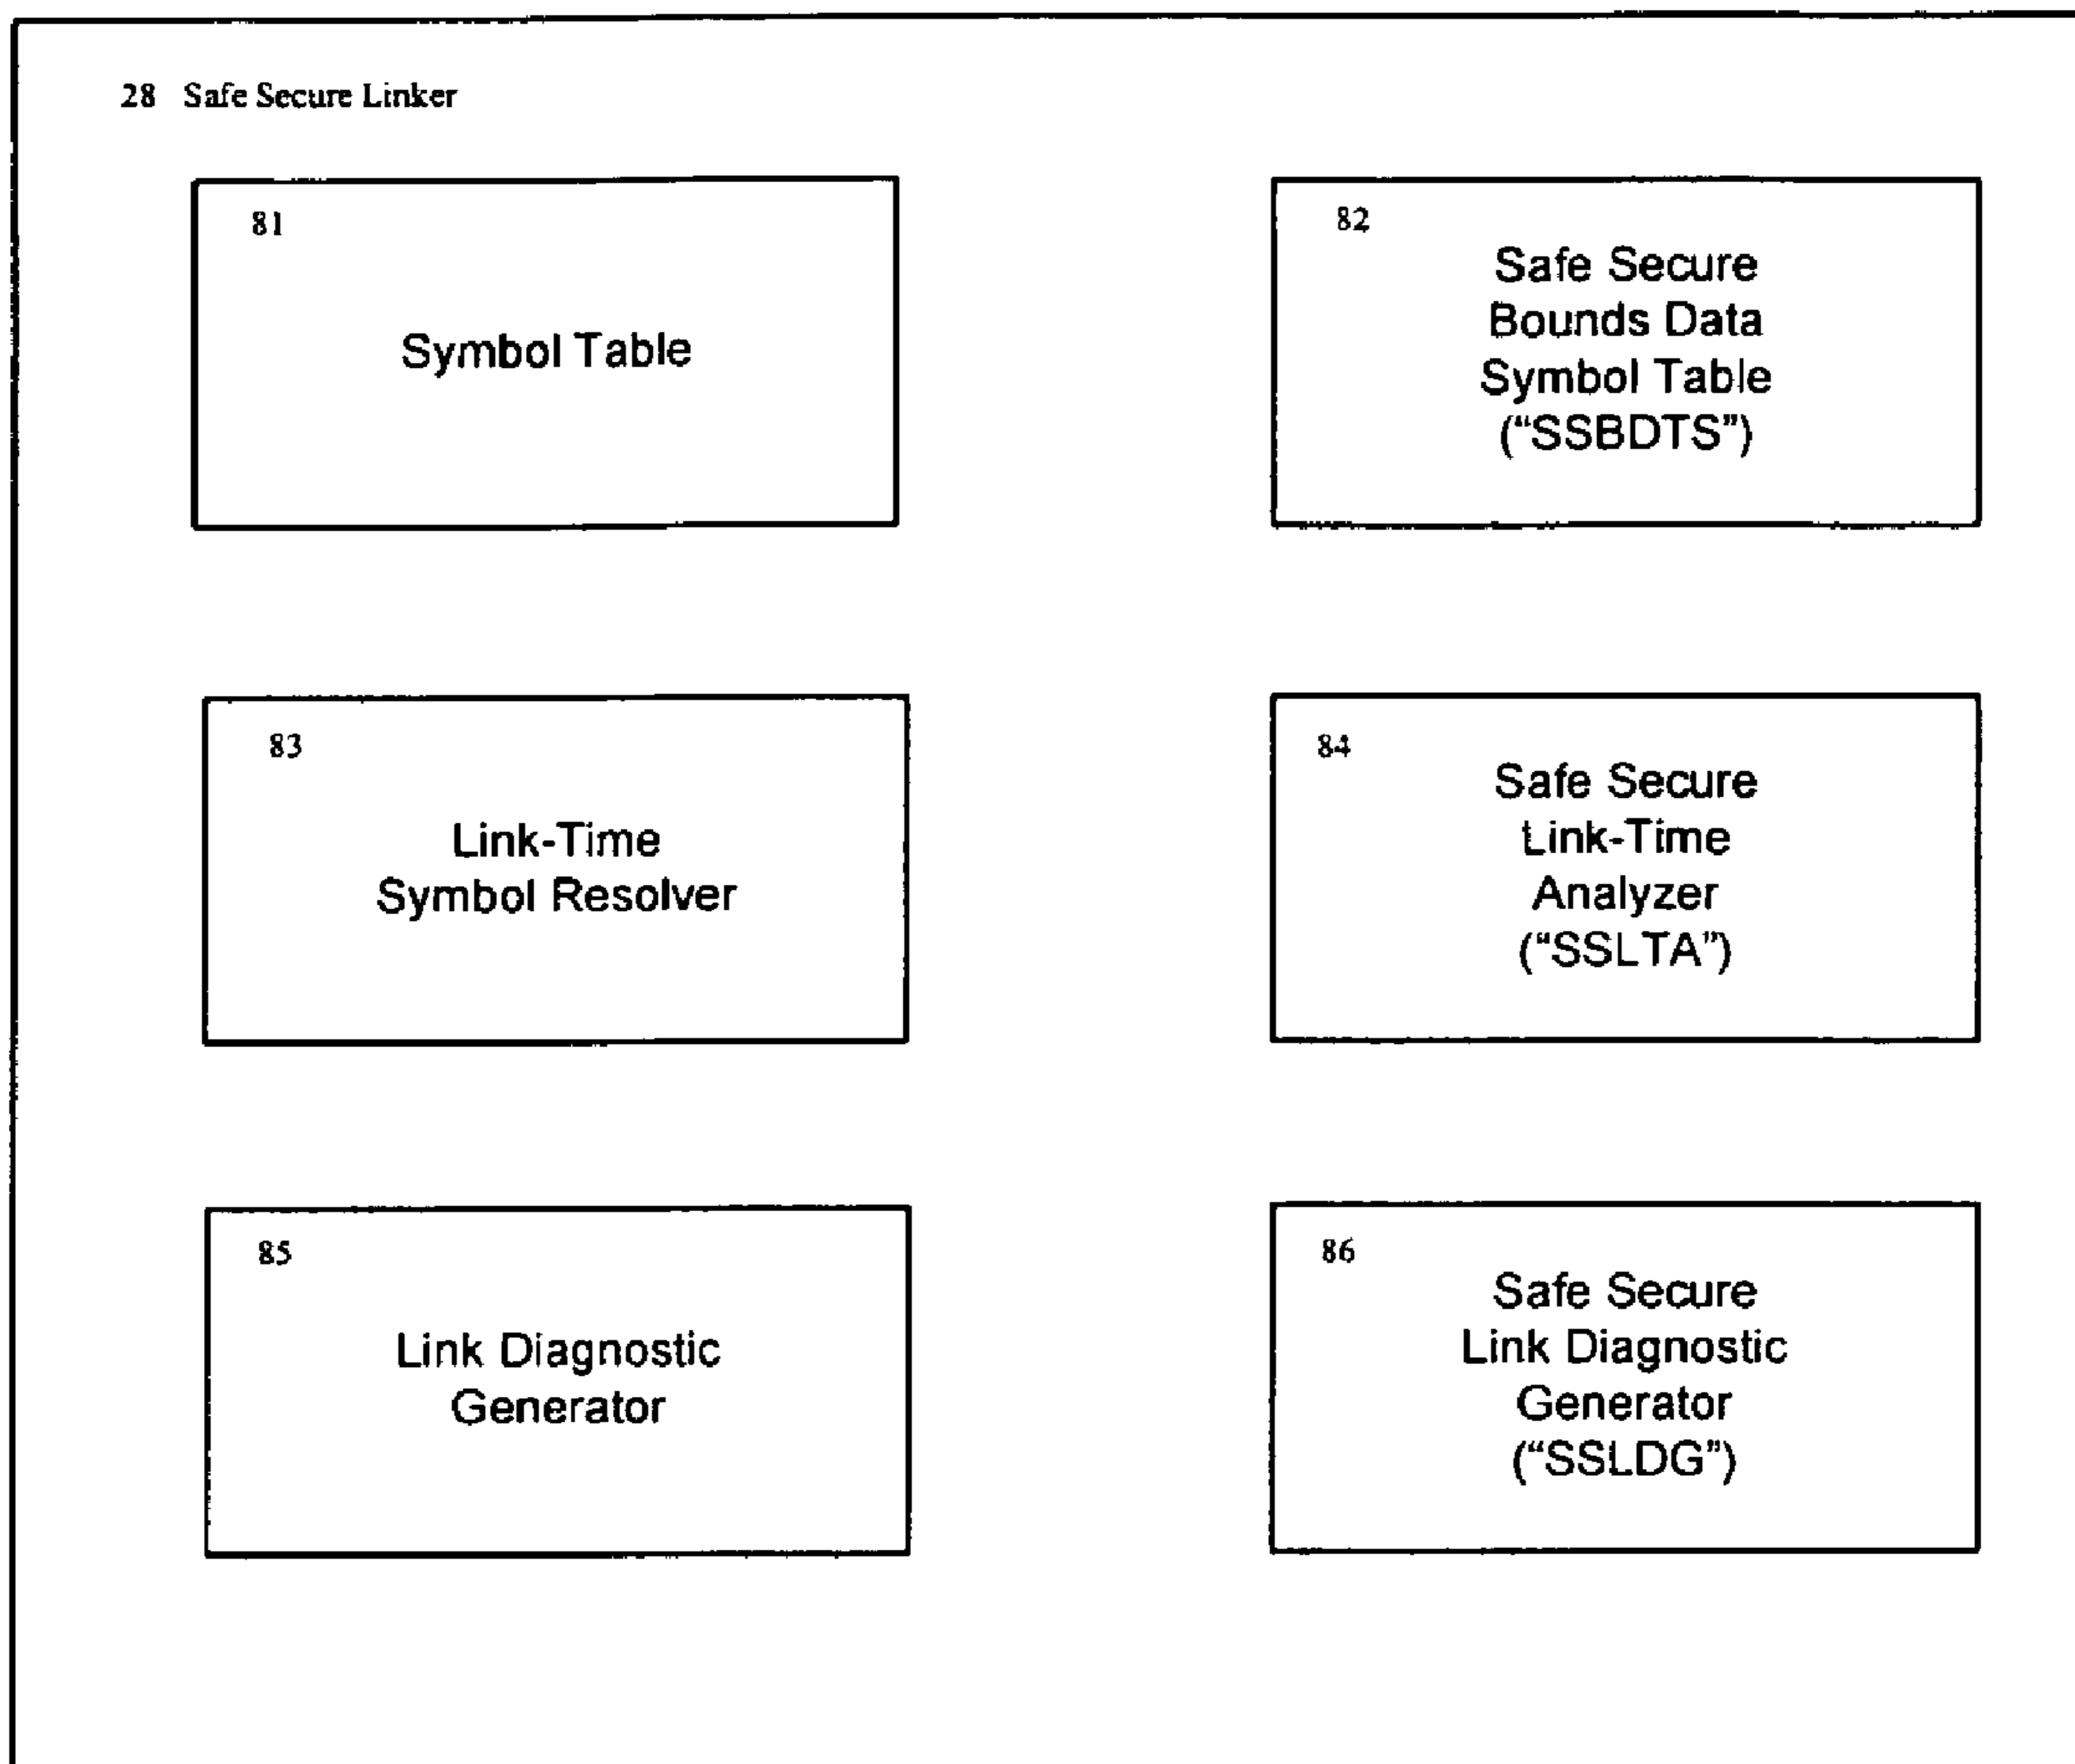 28 Safe Secure Linker
81
Symbol Table
82
Safe Secure
Bounds Data
Symbol Table
(“SSBDTS”)
83
Link-Time
Symbol Resolver
84
Safe Secure
Link-Time
Analyzer
(“SSLTA”)
85
Link Diagnostic
Generator
86
Safe Secure
Link Diagnostic
Generator
(“SSLDG”)